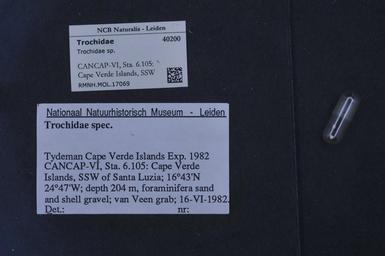 NCB Naturalis - Leiden
Trochidae 40200
Trochidae sp.
CANCAP-VI, Sta. 6.105:
Cape Verde Islands, SSW
RMNH.MOL.17069
Nationaal Natuurhistorisch Museum - Leiden
Trochidae spec.
Tydeman Cape Verde Islands Exp. 1982
CANCAP-VI, Sta. 6.105: Cape Verde
Islands, SSW of Santa Luzia; 16°43'N
24°47'W; depth 204 m, foraminifera sand
and shell gravel; van Veen grab; 16-VI-1982.
Det.: nr: